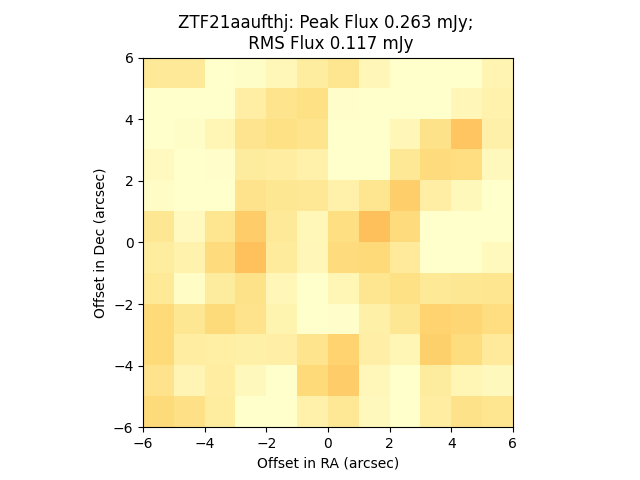 ZTF21aaufthj: Peak Flux 0.263 mJy;
RMS Flux 0.117 mJy
6
4
2
0
−2
−4
−6
Offset in Dec (arcsec)
−6 −4 −2 0 2 4 6
Offset in RA (arcsec)